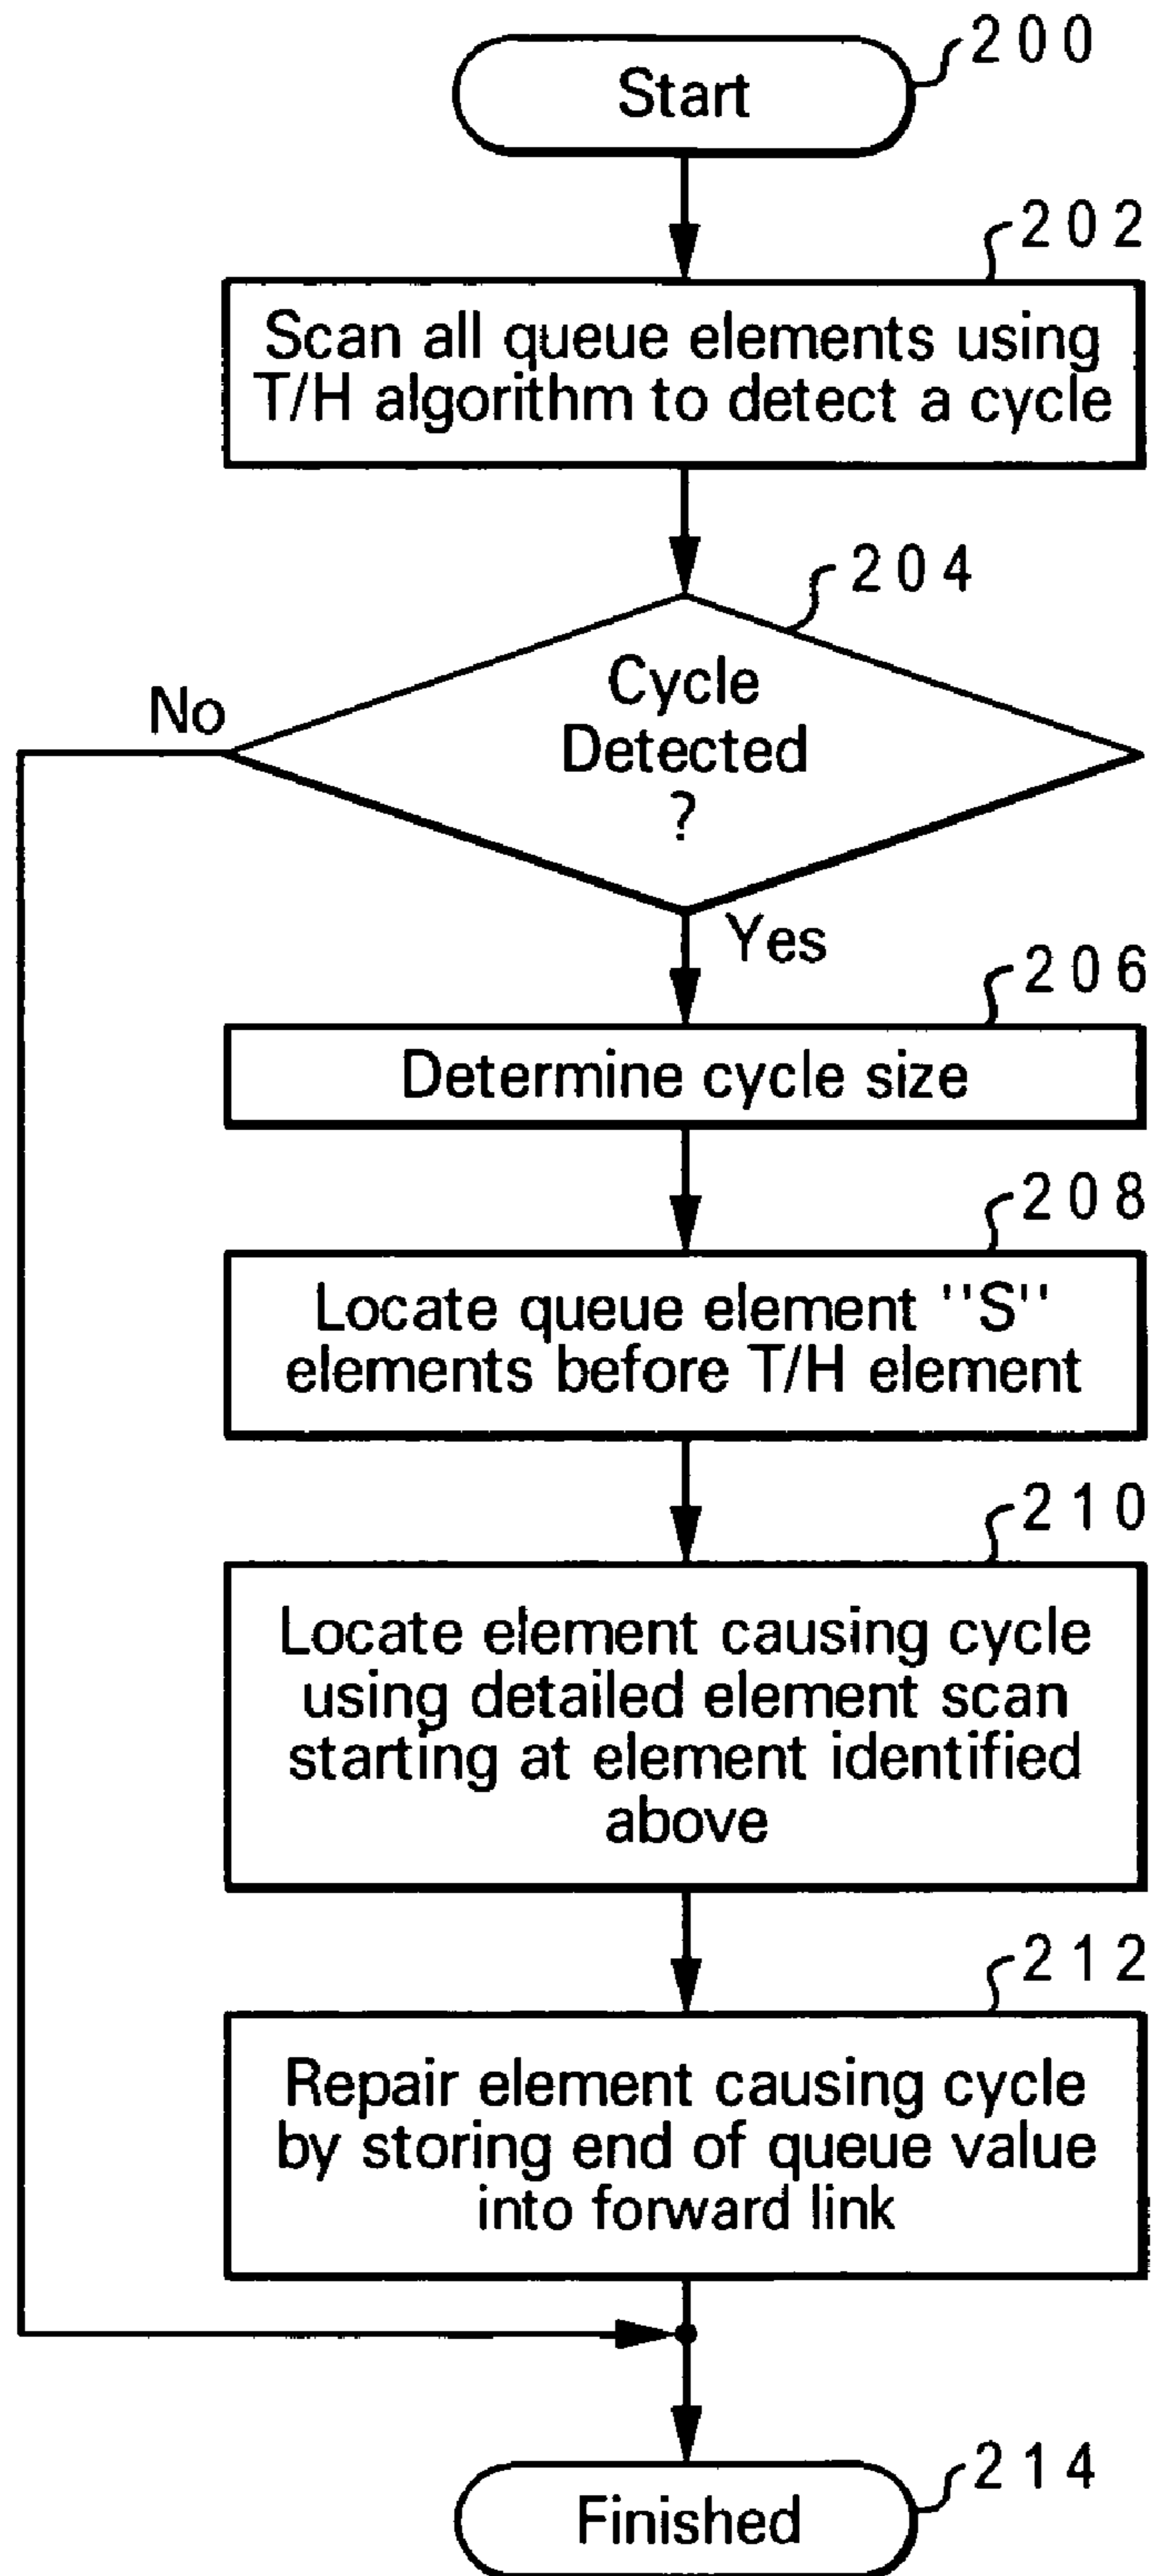 200
Start
202
Scan all queue elements using
T/H algorithm to detect a cycle
204
Cycle
Detected
?
No
Yes
206
Determine cycle size
208
Locate queue element "S"
elements before T/H element
210
Locate element causing cycle
using detailed element scan
starting at element identified
above
212
Repair element causing cycle
by storing end of queue value
into forward link
214
Finished